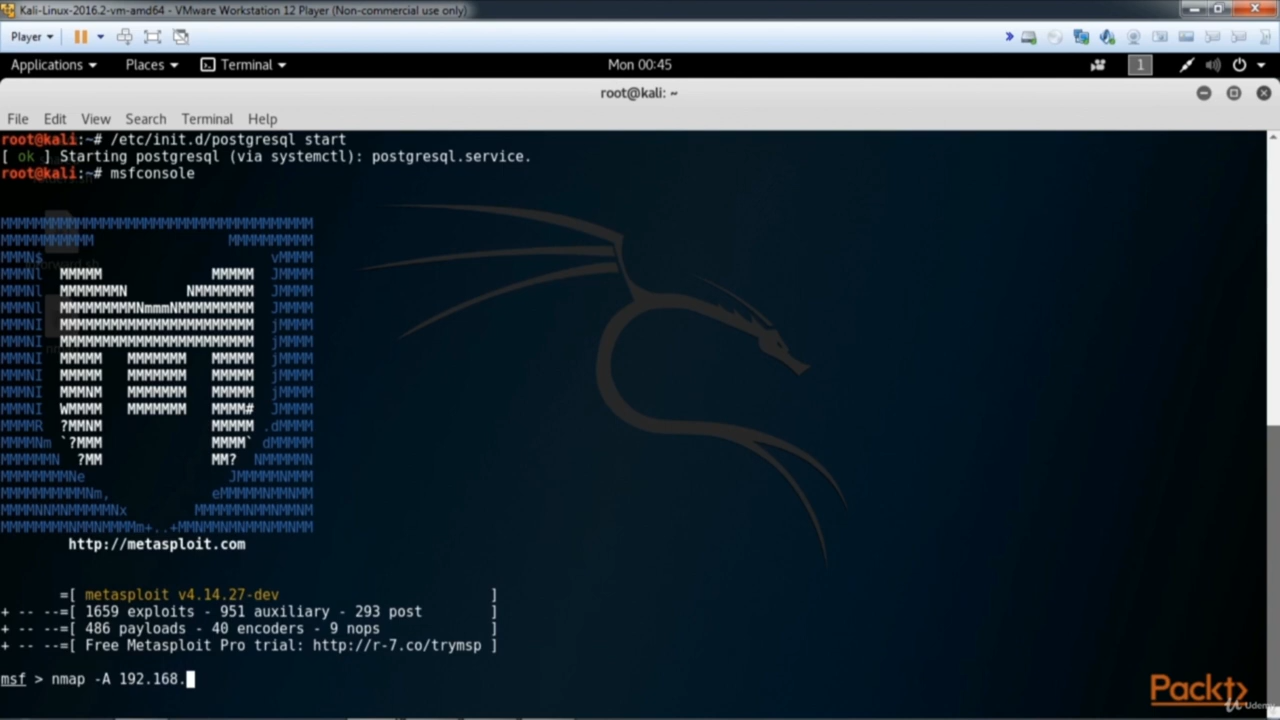 Kali-Linux-2016.2-vm-amd64 - VMware Workstation 12 Player (Non-commercial use only)
Player
Applications Places Terminal Mon 00:45 1
root@kali: ~
File Edit View Search Terminal Help
root@kali:~# /etc/init.d/postgresql start
[ ok ] Starting postgresql (via systemctl): postgresql.service.
root@kali:~# msfconsole
http://metasploit.com
=[ metasploit v4.14.27-dev ]
+ -- --=[ 1659 exploits - 951 auxiliary - 293 post ]
+ -- --=[ 486 payloads - 40 encoders - 9 nops ]
+ -- --=[ Free Metasploit Pro trial: http://r-7.co/trymsp ]
msf > nmap -A 192.168.
Packt
Udemy